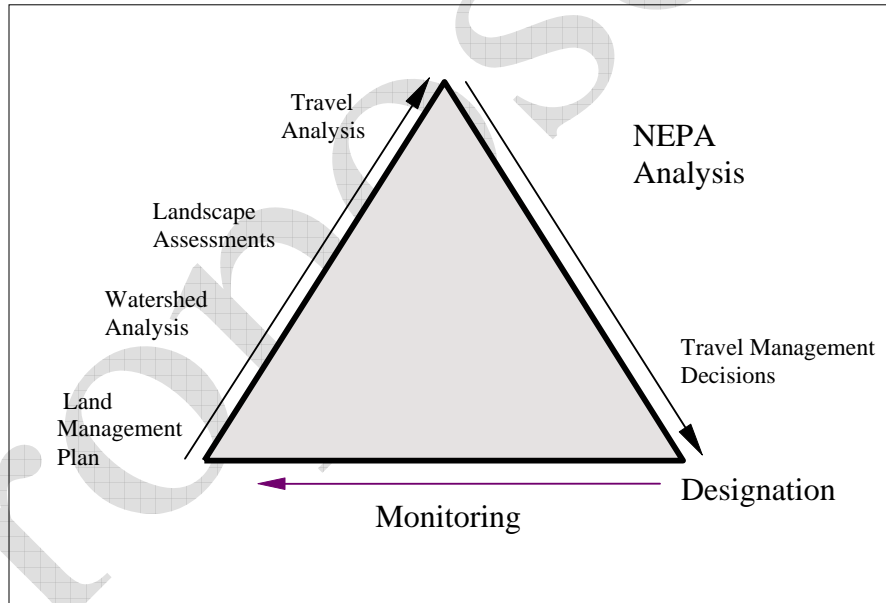 Travel
Analysis
NEPA
Analysis
Landscape
Assessments
Watershed
Analysis
Travel Management
Decisions
Land
Management
Plan
Designation
Monitoring